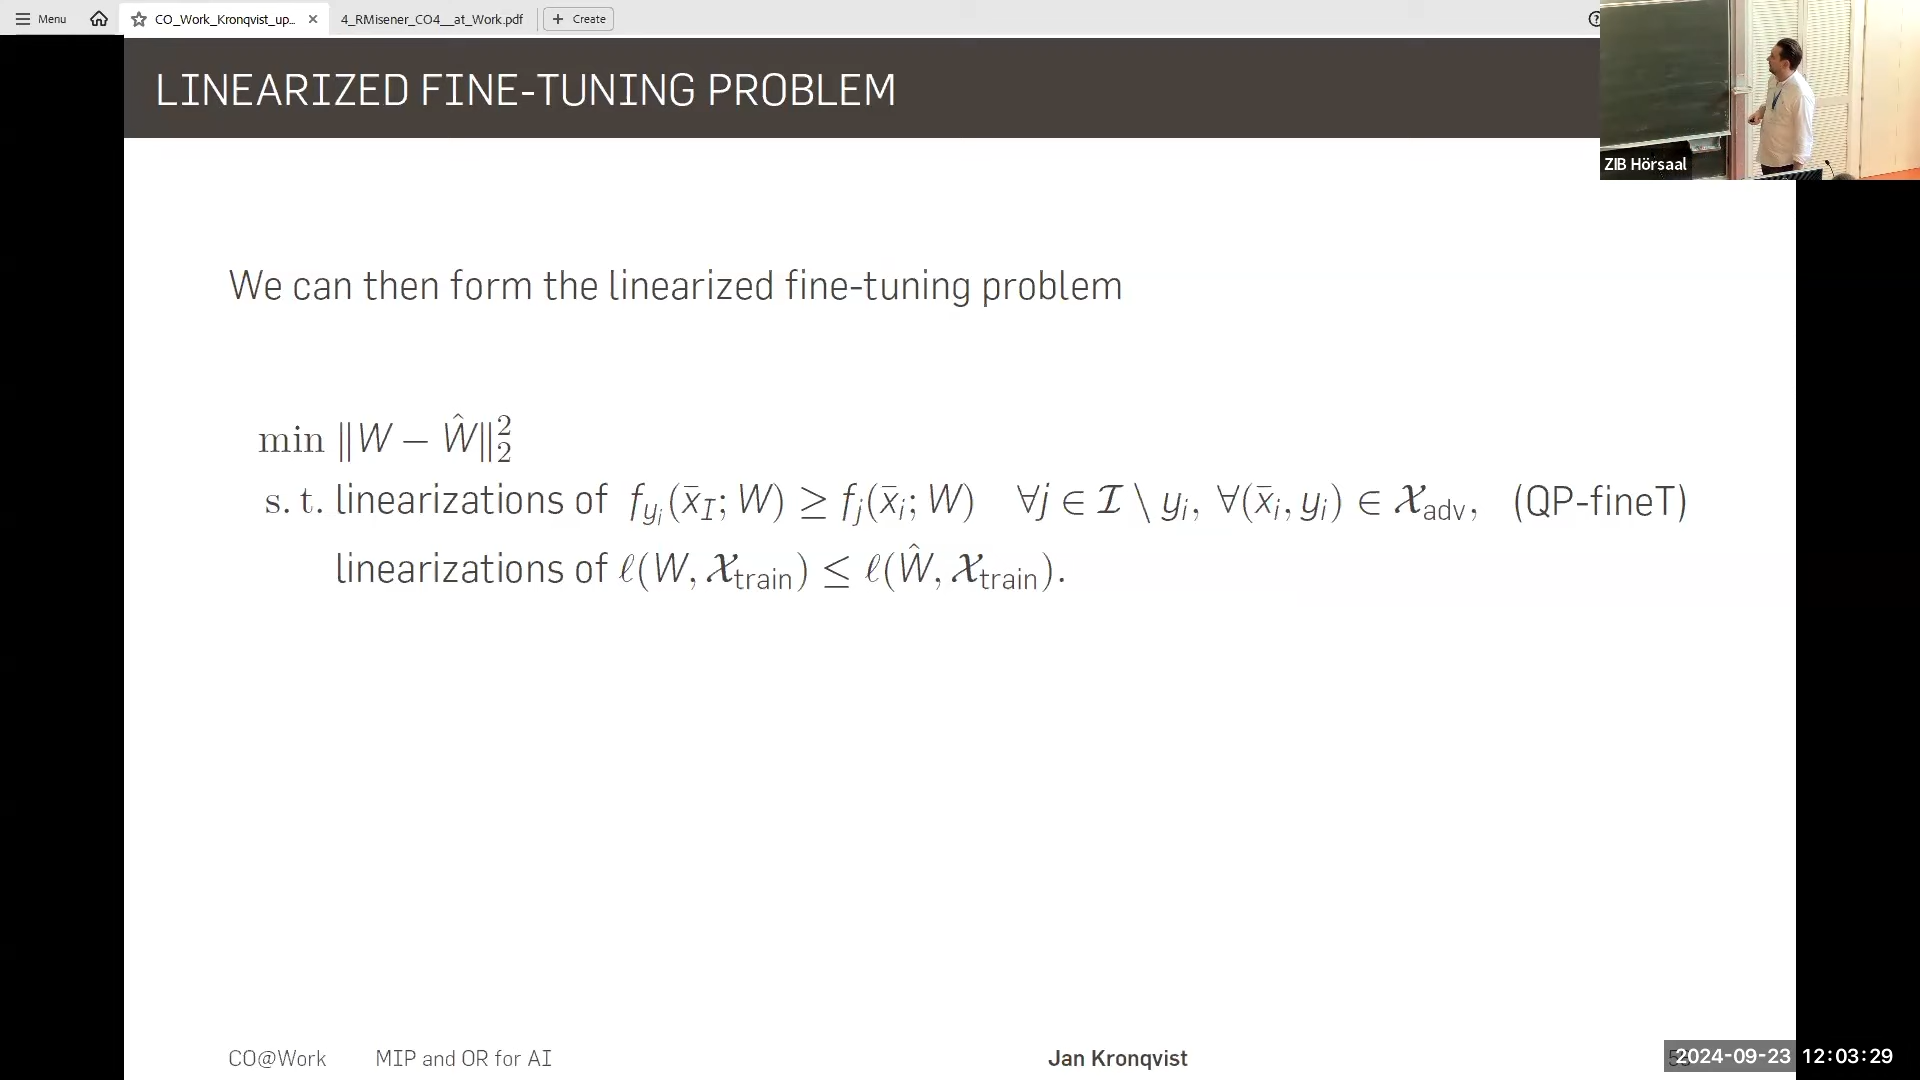 Menu
CO_Work_Kronqvist_up...
4_RMisener_CO4__at_Work.pdf
+ Create
LINEARIZED FINE-TUNING PROBLEM
ZIB Hörsaal
We can then form the linearized fine-tuning problem
min ‖W − Ŵ‖₂²
s. t. linearizations of f_{y_i}(x̄_I; W) ≥ f_j(x̄_i; W) ∀j ∈ 𝓘 \ y_i, ∀(x̄_i, y_i) ∈ 𝒳_adv, (QP-fineT)
linearizations of ℓ(W, 𝒳_train) ≤ ℓ(Ŵ, 𝒳_train).
CO@Work MIP and OR for AI Jan Kronqvist
2024-09-23 12:03:29